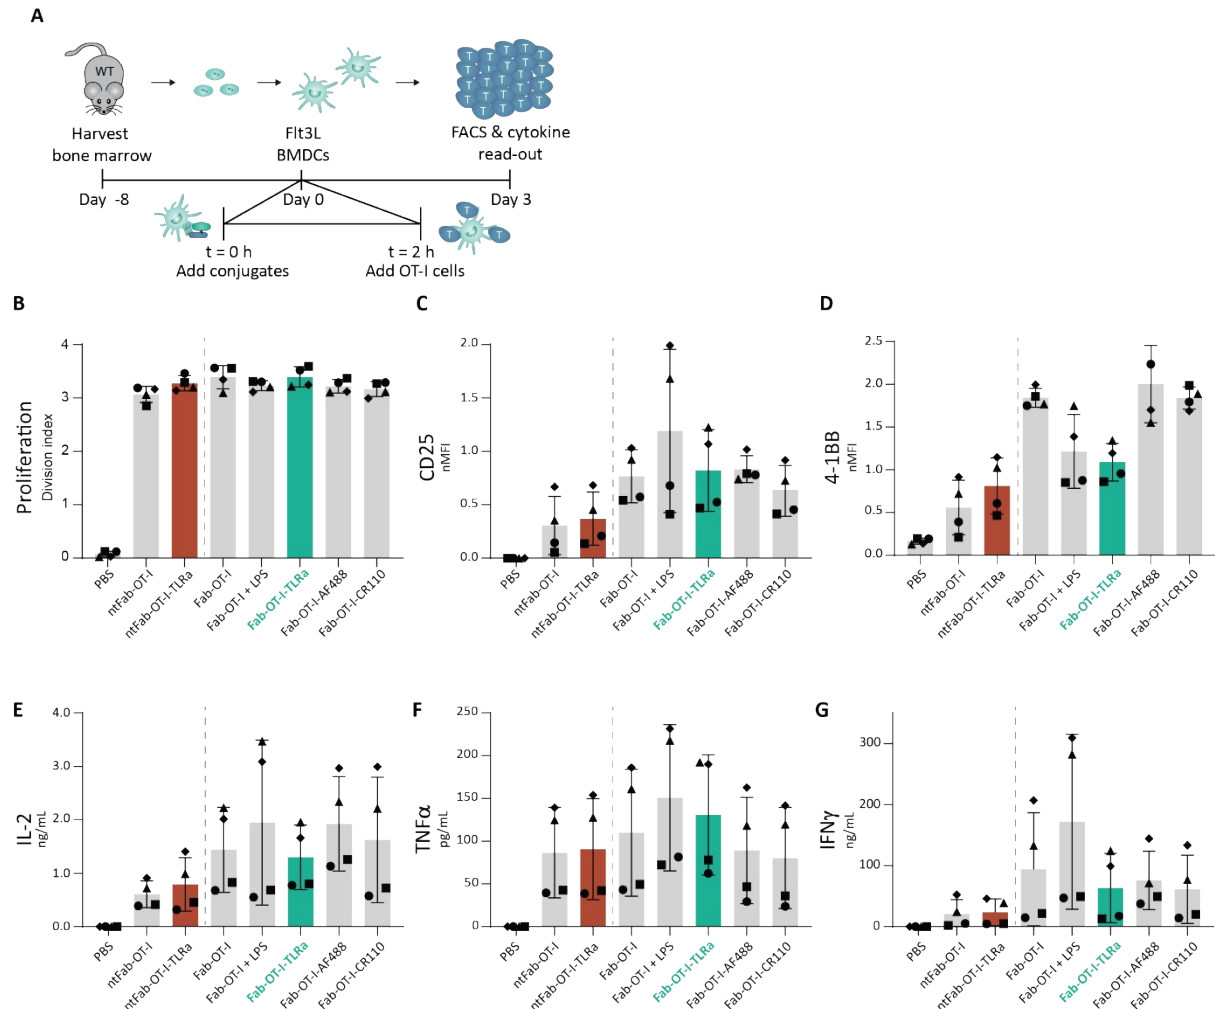 A
WT
T T T T T T T T T T T T T T T T T T T T
Harvest
bone marrow
Flt3L
BMDCs
FACS & cytokine
read-out
Day -8
Day 0
Day 3
T
T T
t = 0 h
Add conjugates
t = 2 h
Add OT-I cells
B
Proliferation
Division index
4
3
2
1
0
PBS
ntFab-OT-I
ntFab-OT-I-TLRa
Fab-OT-I
Fab-OT-I + LPS
Fab-OT-I-TLRa
Fab-OT-I-AF488
Fab-OT-I-CR110
C
CD25
nMFI
2.0
1.5
1.0
0.5
0.0
PBS
ntFab-OT-I
ntFab-OT-I-TLRa
Fab-OT-I
Fab-OT-I + LPS
Fab-OT-I-TLRa
Fab-OT-I-AF488
Fab-OT-I-CR110
D
4-1BB
nMFI
2.5
2.0
1.5
1.0
0.5
0.0
PBS
ntFab-OT-I
ntFab-OT-I-TLRa
Fab-OT-I
Fab-OT-I + LPS
Fab-OT-I-TLRa
Fab-OT-I-AF488
Fab-OT-I-CR110
E
IL-2
ng/mL
4.0
3.0
2.0
1.0
0.0
PBS
ntFab-OT-I
ntFab-OT-I-TLRa
Fab-OT-I
Fab-OT-I + LPS
Fab-OT-I-TLRa
Fab-OT-I-AF488
Fab-OT-I-CR110
F
TNFα
pg/mL
250
200
150
100
50
0
PBS
ntFab-OT-I
ntFab-OT-I-TLRa
Fab-OT-I
Fab-OT-I + LPS
Fab-OT-I-TLRa
Fab-OT-I-AF488
Fab-OT-I-CR110
G
IFNγ
ng/mL
300
200
100
0
PBS
ntFab-OT-I
ntFab-OT-I-TLRa
Fab-OT-I
Fab-OT-I + LPS
Fab-OT-I-TLRa
Fab-OT-I-AF488
Fab-OT-I-CR110